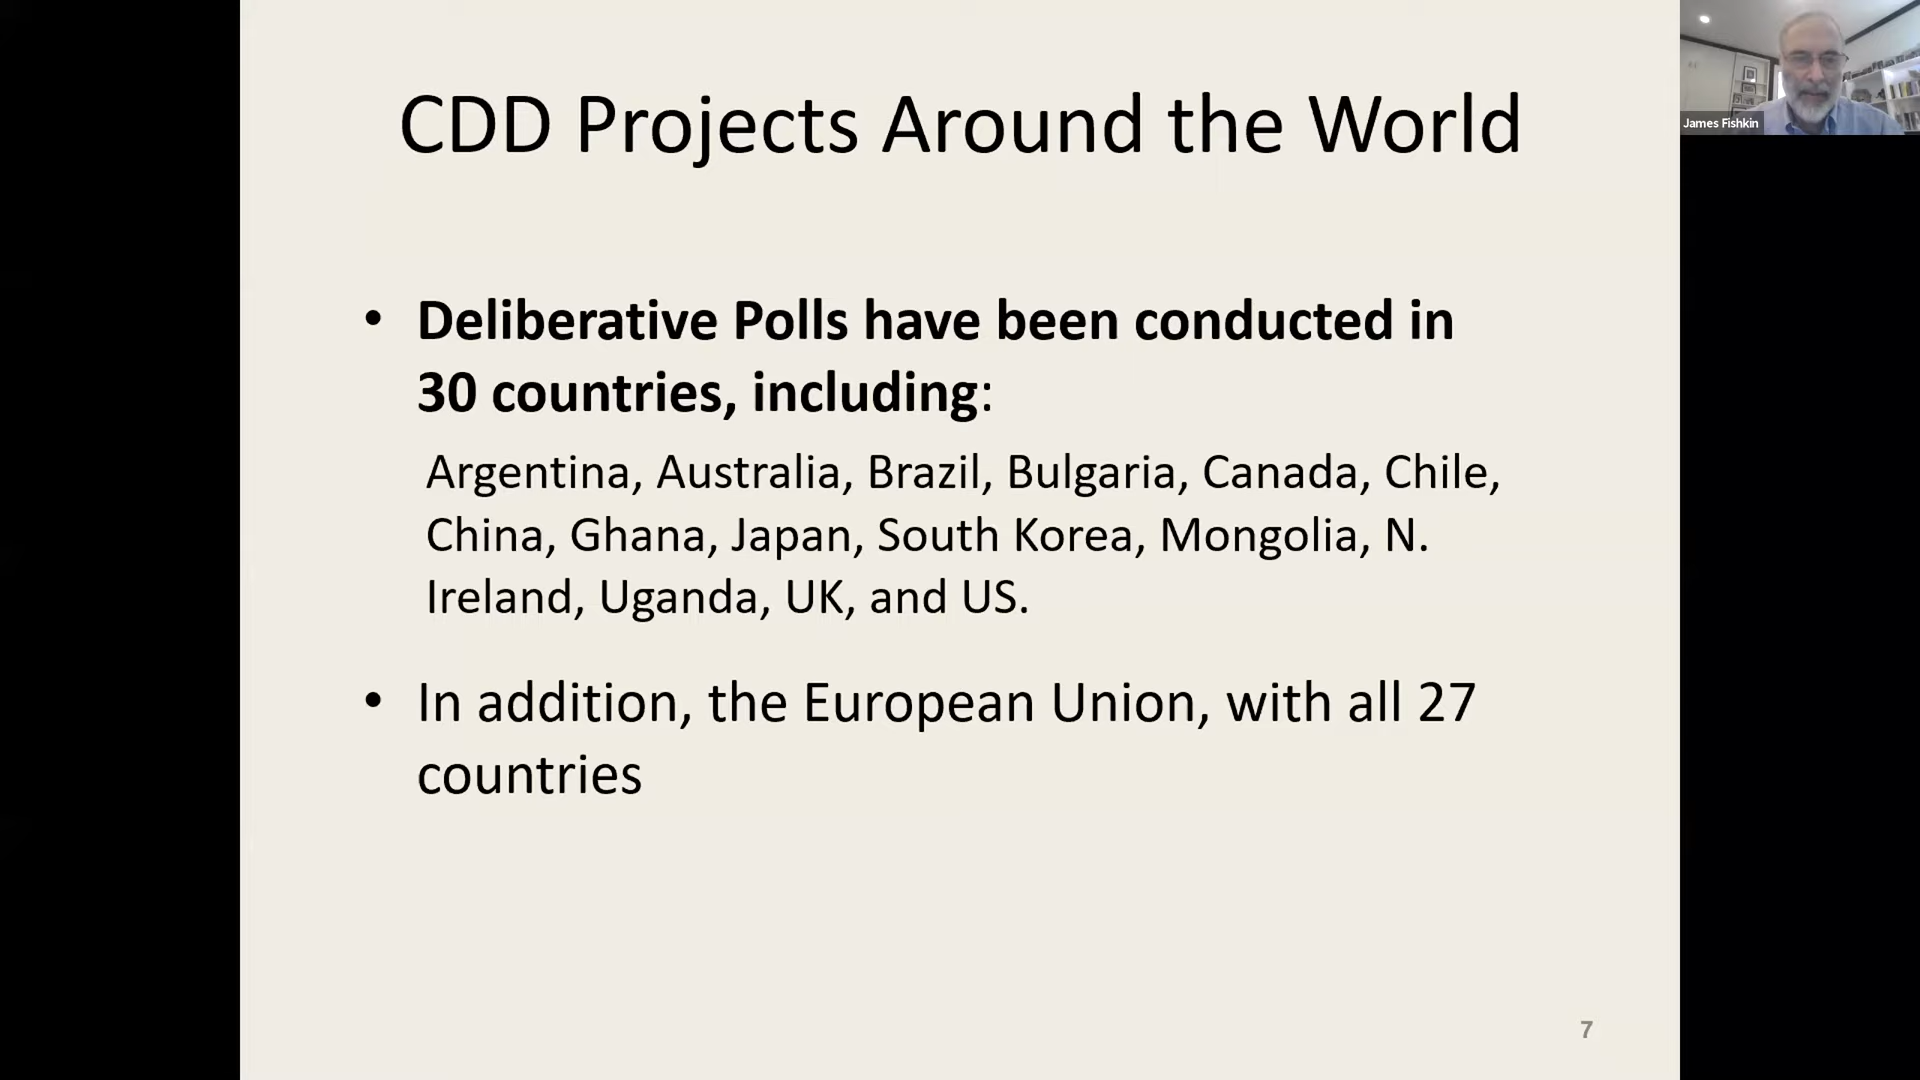 CDD Projects Around the World
James Fishkin
• Deliberative Polls have been conducted in
30 countries, including:
Argentina, Australia, Brazil, Bulgaria, Canada, Chile,
China, Ghana, Japan, South Korea, Mongolia, N.
Ireland, Uganda, UK, and US.
• In addition, the European Union, with all 27
countries
7